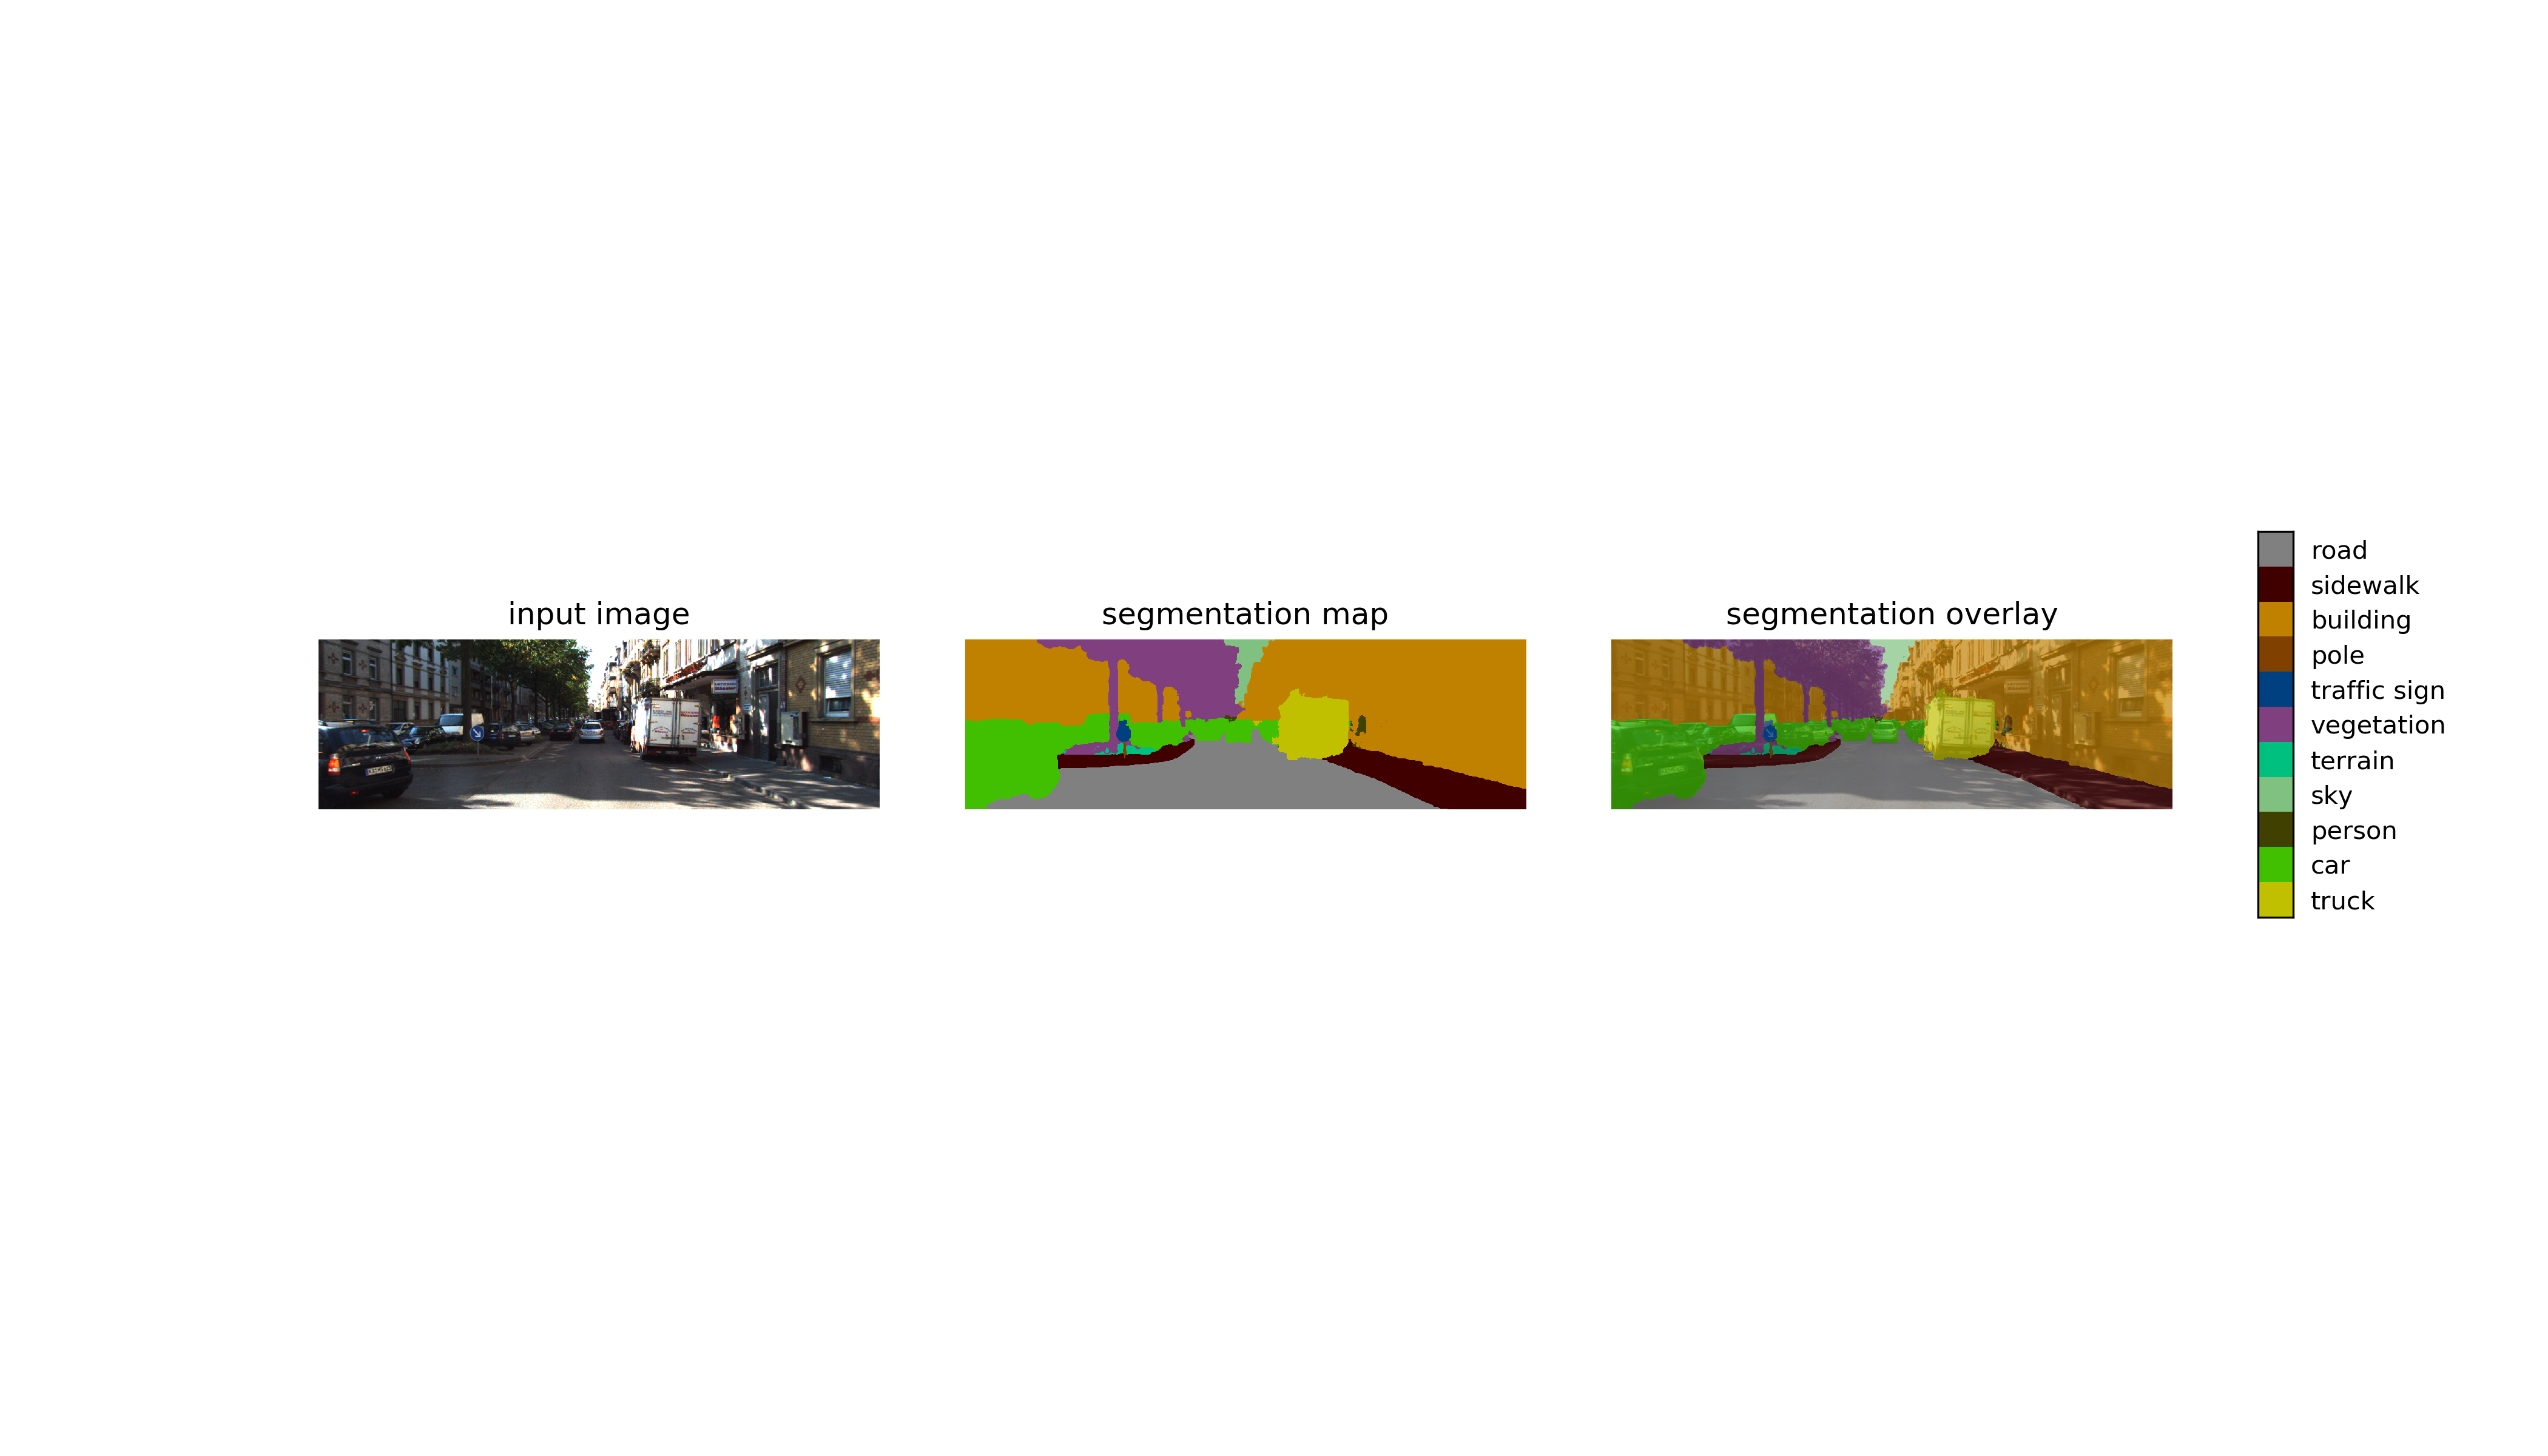 input image
segmentation map
segmentation overlay
road
sidewalk
building
pole
traffic sign
vegetation
terrain
sky
person
car
truck